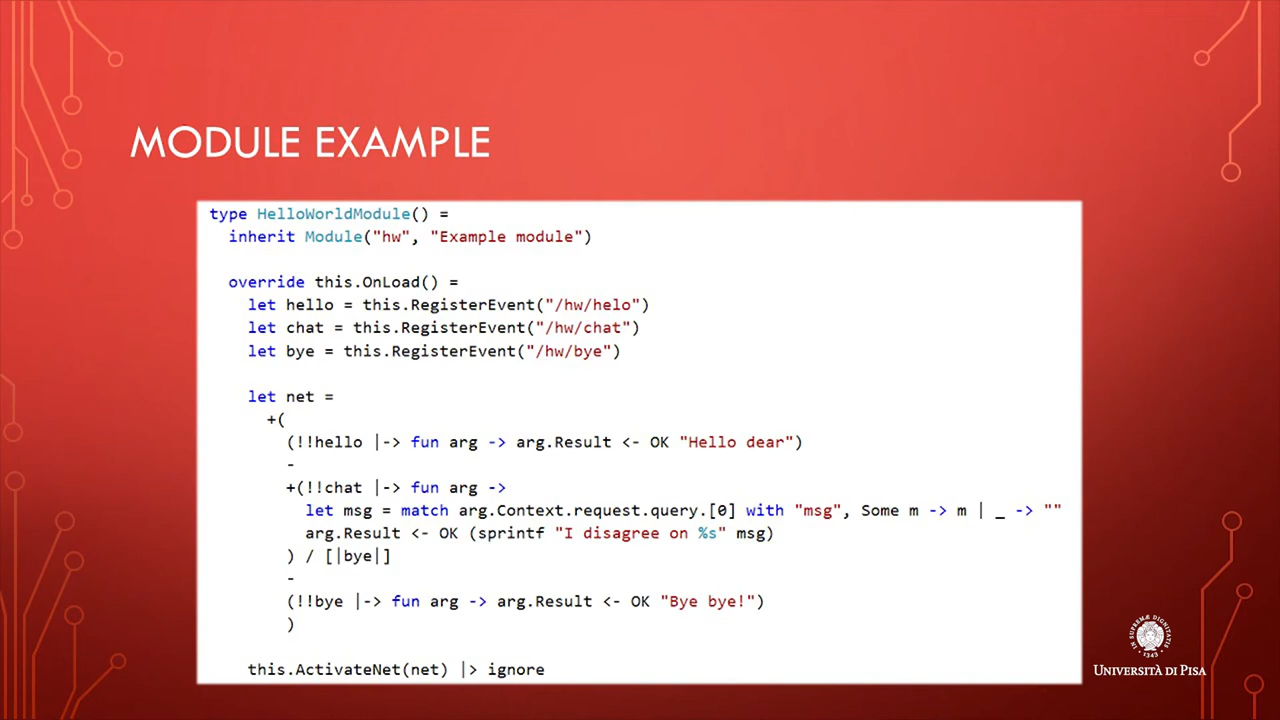 MODULE EXAMPLE
type HelloWorldModule() =
inherit Module("hw", "Example module")
override this.OnLoad() =
let hello = this.RegisterEvent("/hw/helo")
let chat = this.RegisterEvent("/hw/chat")
let bye = this.RegisterEvent("/hw/bye")
let net =
+(
(!!hello |-> fun arg -> arg.Result <- OK "Hello dear")
-
+(!!chat |-> fun arg ->
let msg = match arg.Context.request.query.[0] with "msg", Some m -> m | _ -> ""
arg.Result <- OK (sprintf "I disagree on %s" msg)
) / [|bye|]
-
(!!bye |-> fun arg -> arg.Result <- OK "Bye bye!")
)
this.ActivateNet(net) |> ignore
IN SUPREMÆ DIGNITATIS
1343
UNIVERSITÀ DI PISA